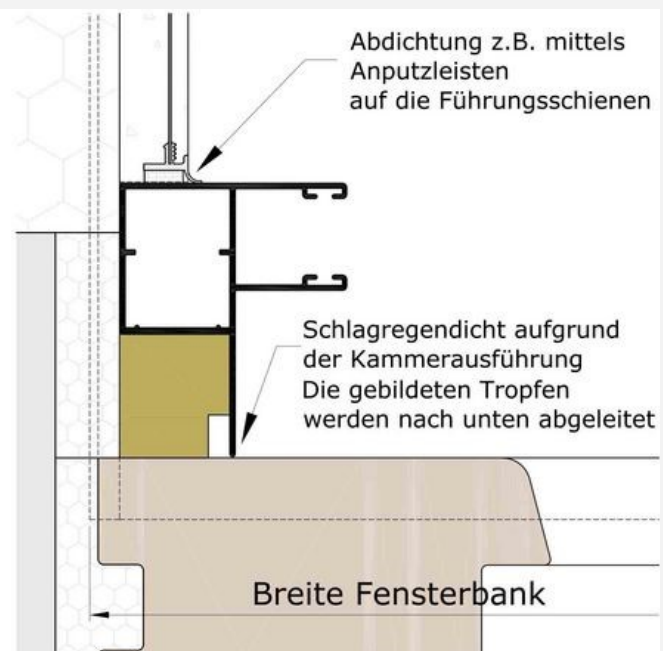 Abdichtung z.B. mittels
Anputzleisten
auf die Führungsschienen
Schlagregendicht aufgrund
der Kammerausführung
Die gebildeten Tropfen
werden nach unten abgeleitet
Breite Fensterbank